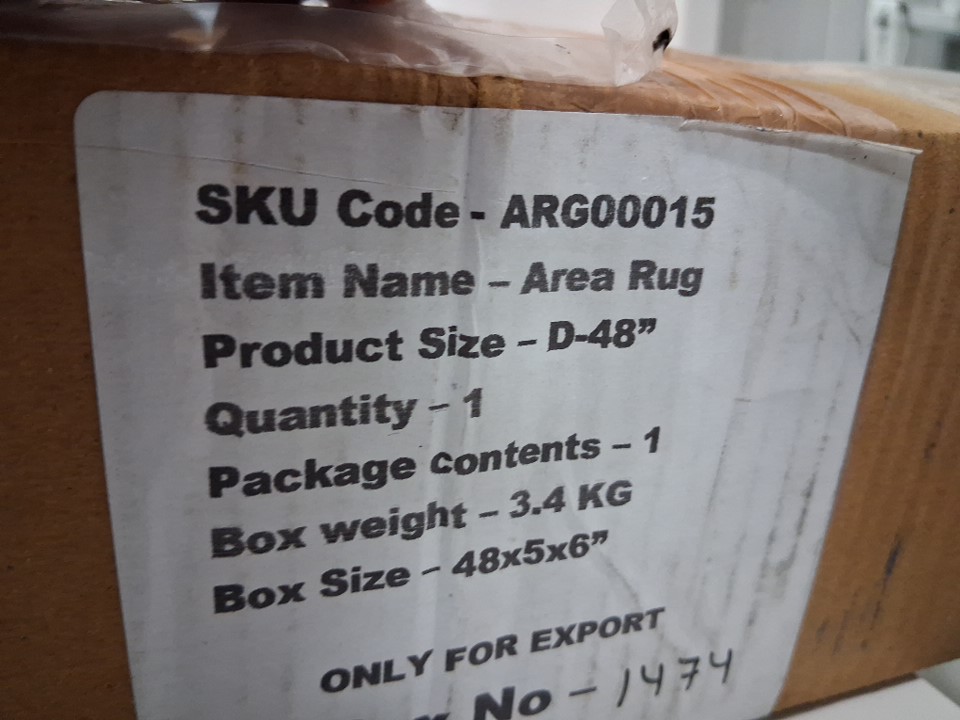 SKU Code - ARG00015
Item Name – Area Rug
Product Size – D-48”
Quantity – 1
Package contents – 1
Box weight – 3.4 KG
Box Size – 48x5x6”
ONLY FOR EXPORT
No – 1474